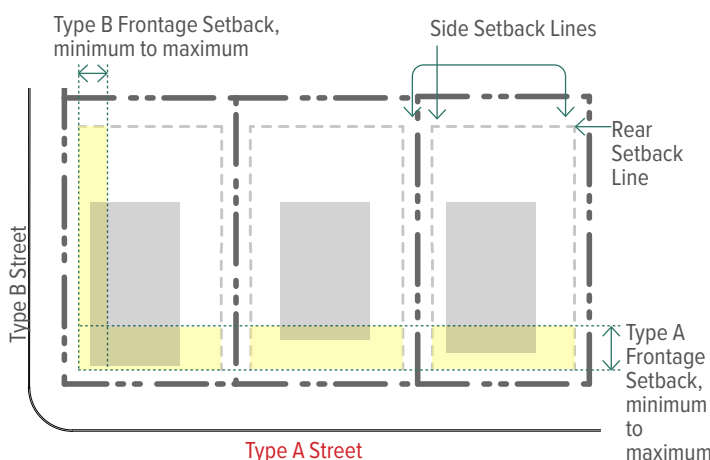 Type B Frontage Setback,
minimum to maximum
Side Setback Lines
Rear
Setback
Line
Type B Street
Type A
Frontage
Setback,
minimum
to
maximum
Type A Street